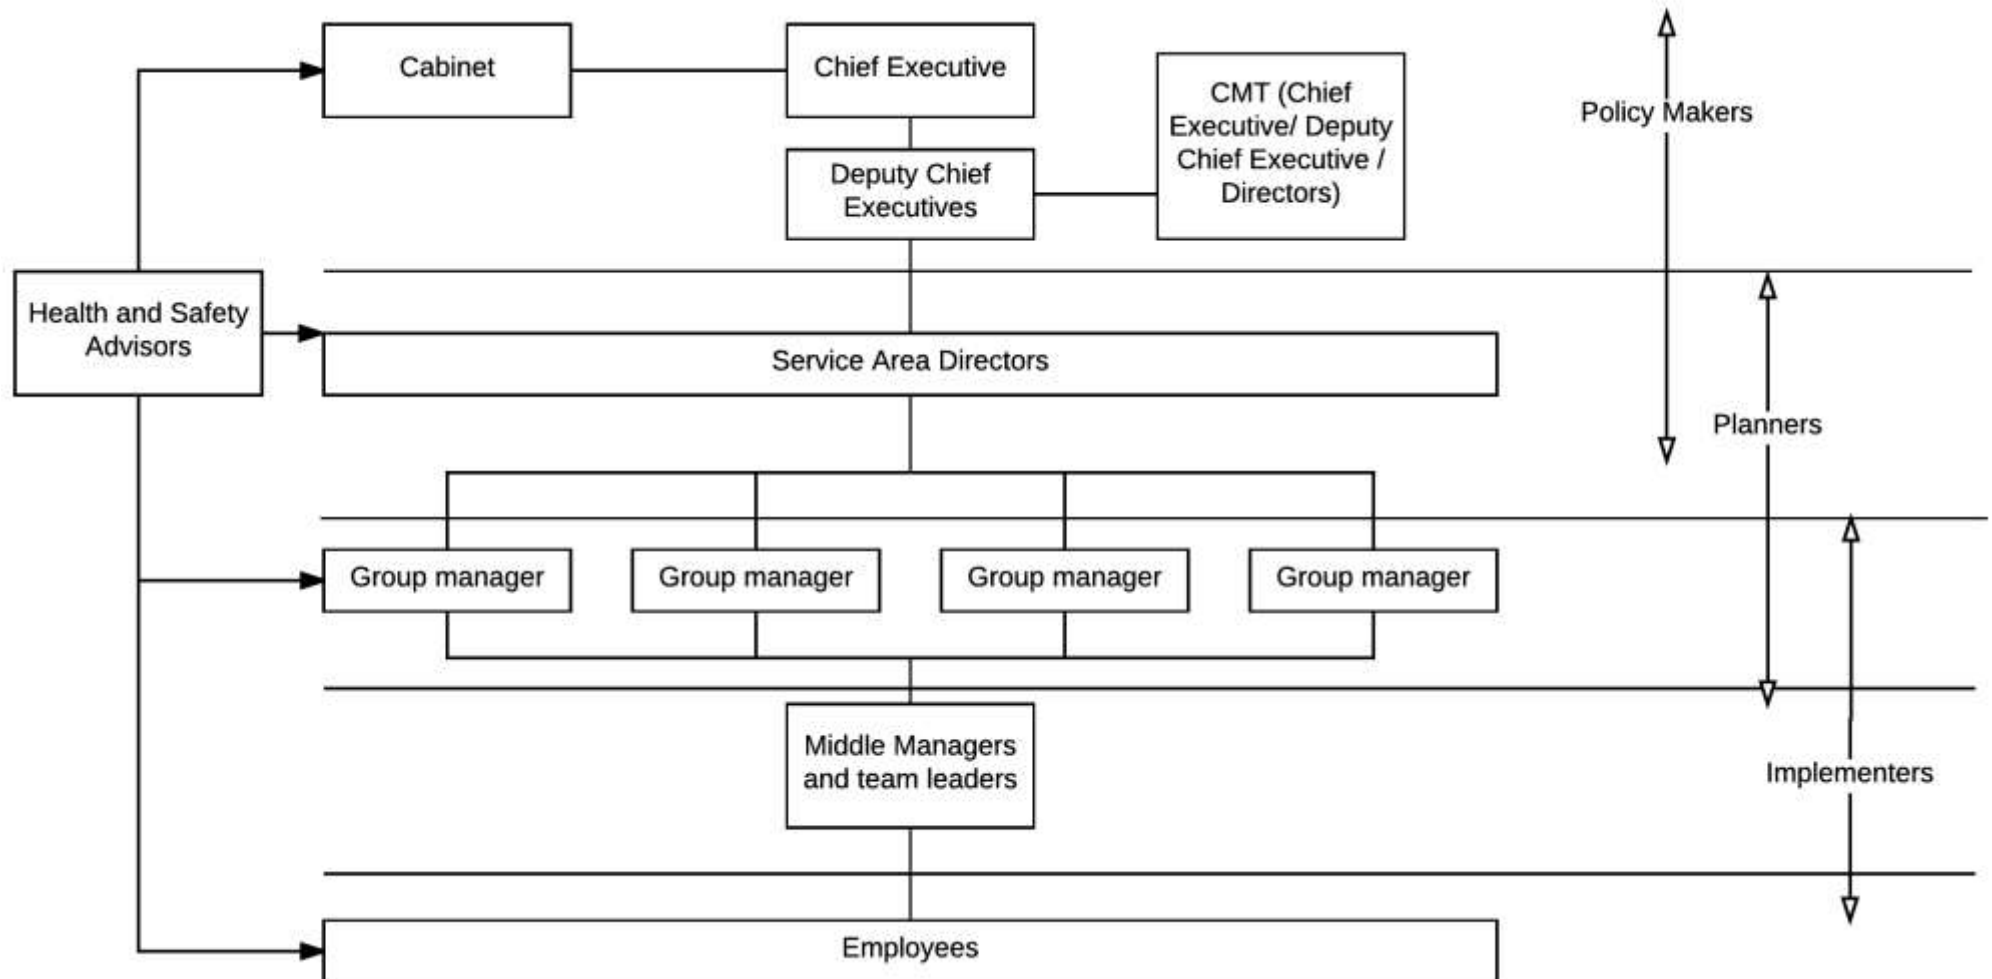 Cabinet
Chief Executive
CMT (Chief
Executive/ Deputy
Chief Executive /
Directors)
Policy Makers
Deputy Chief
Executives
Health and Safety
Advisors
Service Area Directors
Planners
Group manager
Group manager
Group manager
Group manager
Middle Managers
and team leaders
Implementers
Employees